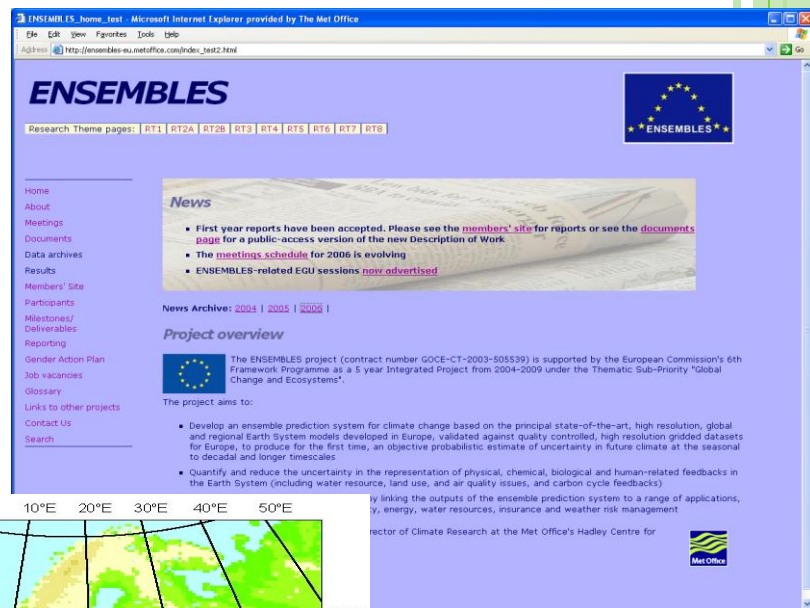 ENSEMBLES_home_test - Microsoft Internet Explorer provided by The Met Office
File Edit View Favorites Tools Help
Address http://ensembles-eu.metoffice.com/index_test2.html Go
ENSEMBLES
ENSEMBLES
Research Theme pages: | RT1 | RT2A | RT2B | RT3 | RT4 | RT5 | RT6 | RT7 | RT8 |
Home
About
Meetings
Documents
Data archives
Results
Members' Site
Participants
Milestones/
Deliverables
Reporting
Gender Action Plan
Job vacancies
Glossary
Links to other projects
Contact Us
Search
News
First year reports have been accepted. Please see the members' site for reports or see the documents
page for a public-access version of the new Description of Work
The meetings schedule for 2006 is evolving
ENSEMBLES-related EGU sessions now advertised
News Archive: 2004 | 2005 | 2006 |
Project overview
The ENSEMBLES project (contract number GOCE-CT-2003-505539) is supported by the European Commission's 6th
Framework Programme as a 5 year Integrated Project from 2004-2009 under the Thematic Sub-Priority "Global
Change and Ecosystems".
The project aims to:
Develop an ensemble prediction system for climate change based on the principal state-of-the-art, high resolution, global
and regional Earth System models developed in Europe, validated against quality controlled, high resolution gridded datasets
for Europe, to produce for the first time, an objective probabilistic estimate of uncertainty in future climate at the seasonal
to decadal and longer timescales
Quantify and reduce the uncertainty in the representation of physical, chemical, biological and human-related feedbacks in
the Earth System (including water resource, land use, and air quality issues, and carbon cycle feedbacks)
by linking the outputs of the ensemble prediction system to a range of applications,
energy, water resources, insurance and weather risk management
Director of Climate Research at the Met Office's Hadley Centre for
Met Office
10°E 20°E 30°E 40°E 50°E